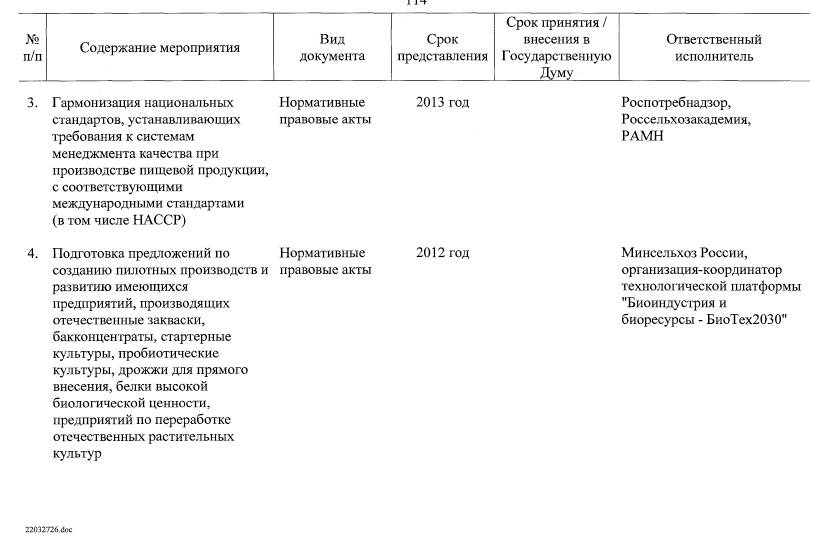 114
№
п/п
Содержание мероприятия
Вид
документа
Срок
представления
Срок принятия /
внесения в
Государственную
Думу
Ответственный
исполнитель
3.
Гармонизация национальных
стандартов, устанавливающих
требования к системам
менеджмента качества при
производстве пищевой продукции,
с соответствующими
международными стандартами
(в том числе HACCP)
Нормативные
правовые акты
2013 год
Роспотребнадзор,
Россельхозакадемия,
РАМН
4.
Подготовка предложений по
созданию пилотных производств и
развитию имеющихся
предприятий, производящих
отечественные закваски,
бакконцентраты, стартерные
культуры, пробиотические
культуры, дрожжи для прямого
внесения, белки высокой
биологической ценности,
предприятий по переработке
отечественных растительных
культур
Нормативные
правовые акты
2012 год
Минсельхоз России,
организация-координатор
технологической платформы
"Биоиндустрия и
биоресурсы - БиоТех2030"
22032726.doc